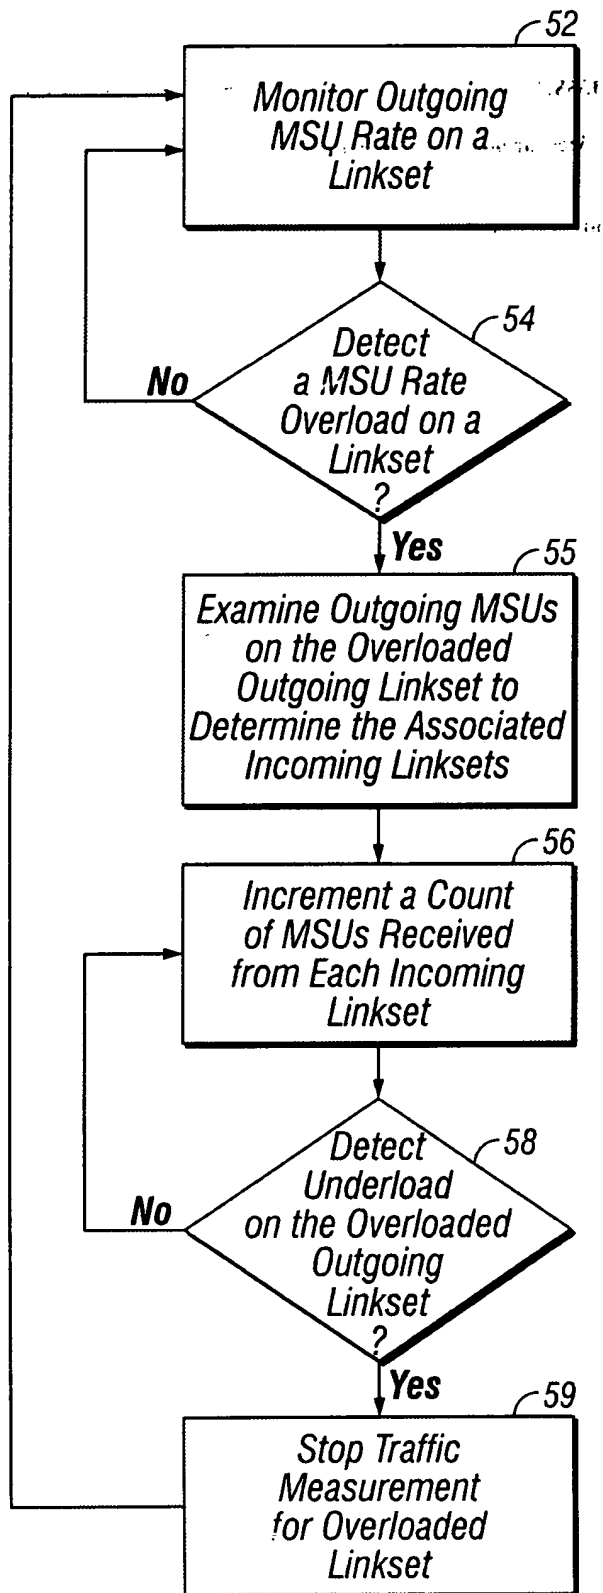 52
Monitor Outgoing
MSU Rate on a
Linkset
54
Detect
a MSU Rate
Overload on a
Linkset
?
No
Yes
55
Examine Outgoing MSUs
on the Overloaded
Outgoing Linkset to
Determine the Associated
Incoming Linksets
56
Increment a Count
of MSUs Received
from Each Incoming
Linkset
58
Detect
Underload
on the Overloaded
Outgoing
Linkset
?
No
Yes
59
Stop Traffic
Measurement
for Overloaded
Linkset